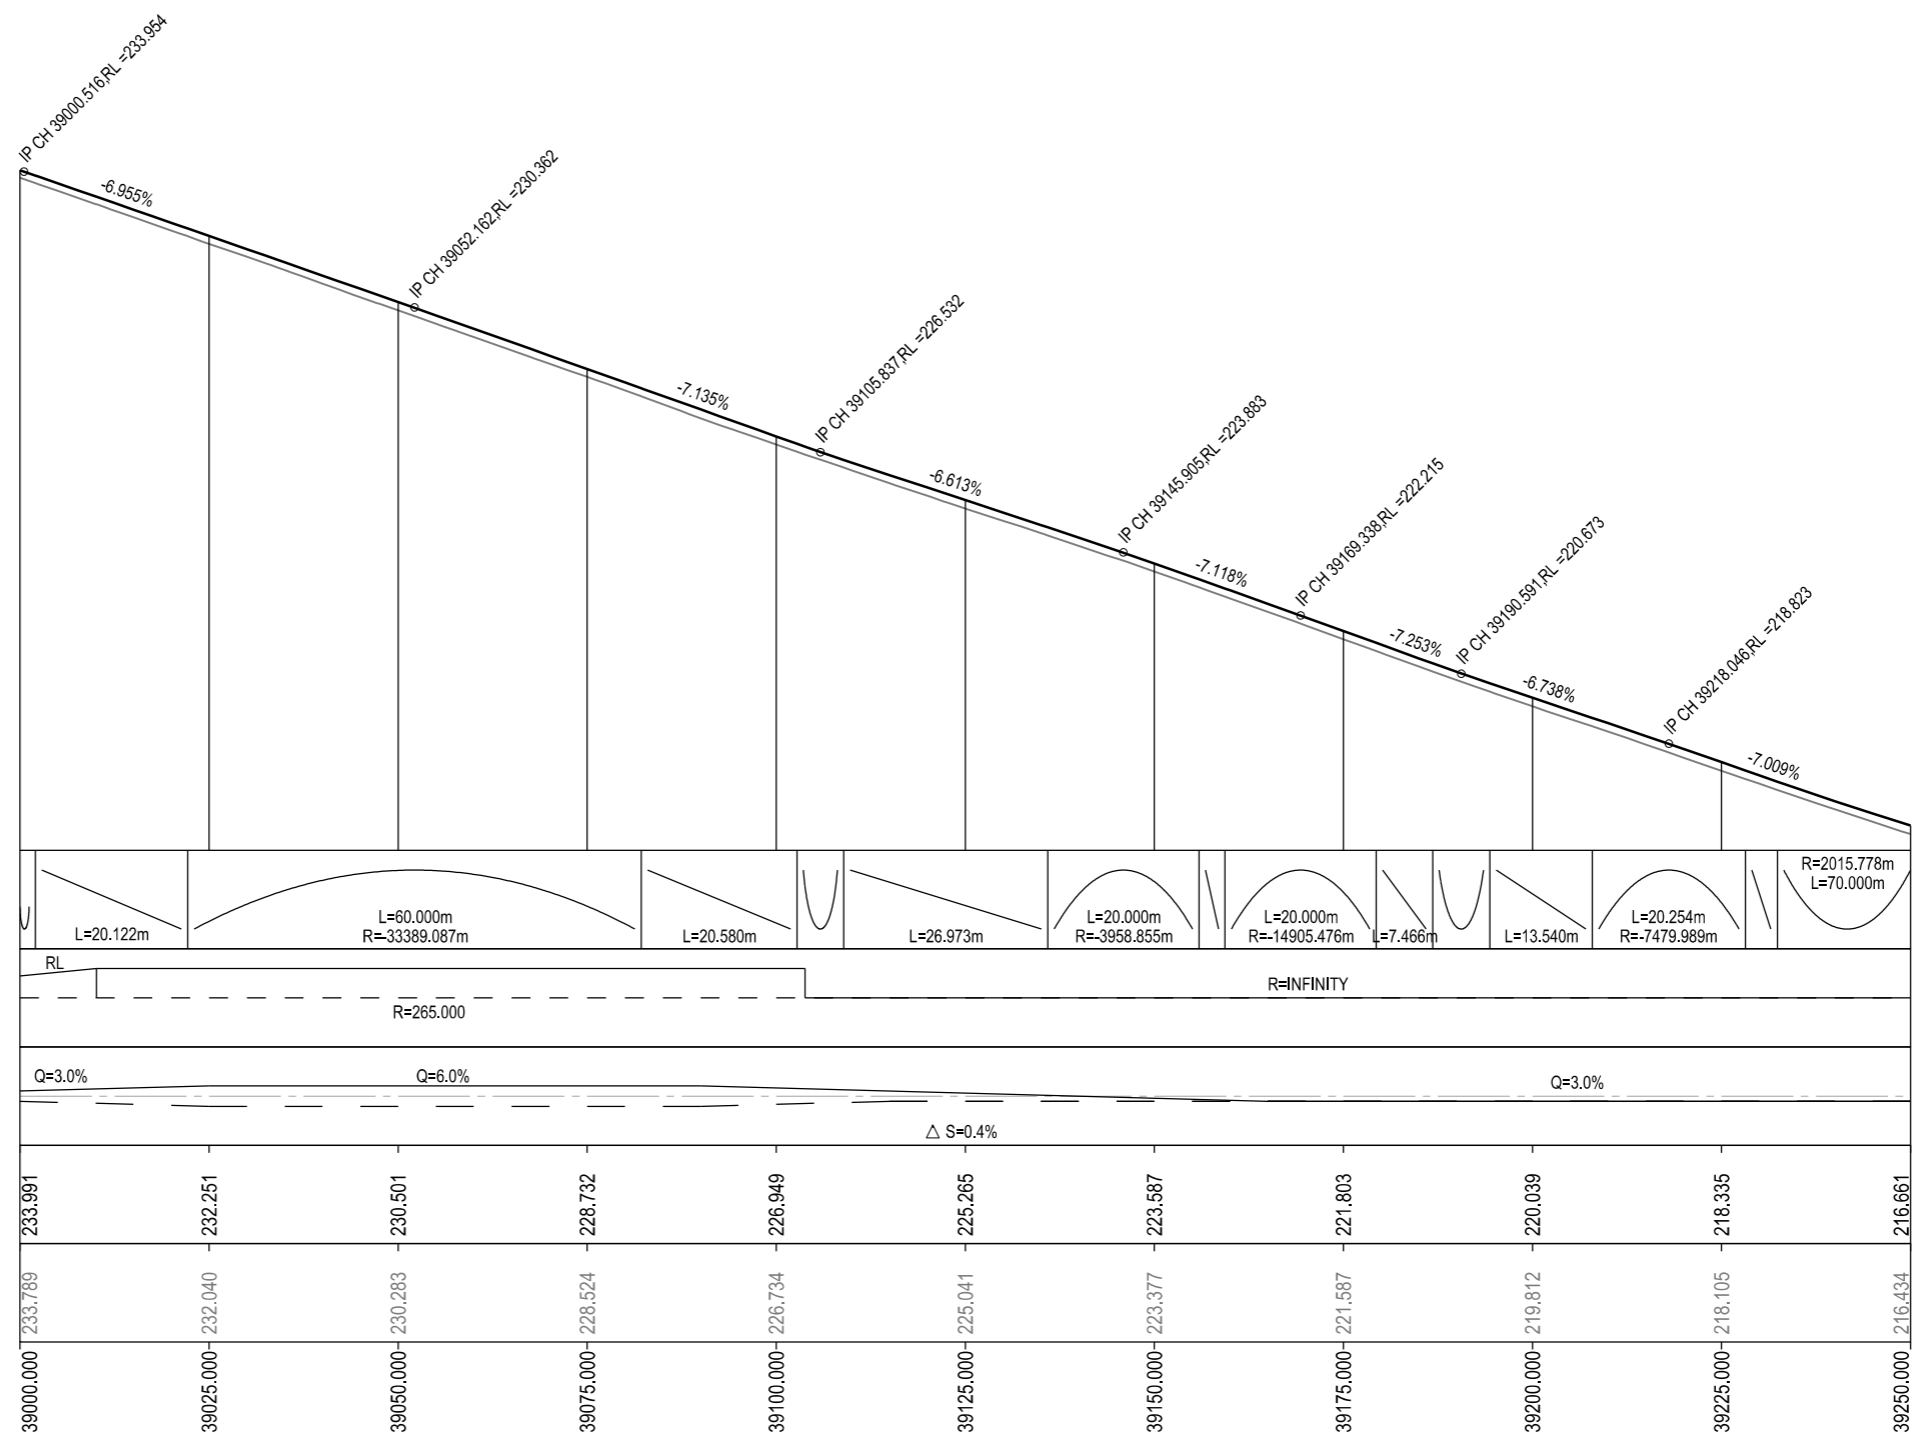 IP CH 39000.516,RL =233.954
-6.955%
IP CH 39052.162,RL =230.362
-7.135%
IP CH 39105.837,RL =226.532
-6.613%
IP CH 39145.905,RL =223.883
-7.118%
IP CH 39169.338,RL =222.215
-7.253%
IP CH 39190.591,RL =220.673
-6.738%
IP CH 39218.046,RL =218.823
-7.009%
L=20.122m
L=60.000m
R=-33389.087m
L=20.580m
L=26.973m
L=20.000m
R=-3958.855m
L=20.000m
R=-14905.476m
L=7.466m
L=13.540m
L=20.254m
R=-7479.989m
R=2015.778m
L=70.000m
RL
R=265.000
R=INFINITY
Q=3.0%
Q=6.0%
Q=3.0%
△ S=0.4%
233.991
232.251
230.501
228.732
226.949
225.265
223.587
221.803
220.039
218.335
216.661
233.789
232.040
230.283
228.524
226.734
225.041
223.377
221.587
219.812
218.105
216.434
39000.000
39025.000
39050.000
39075.000
39100.000
39125.000
39150.000
39175.000
39200.000
39225.000
39250.000